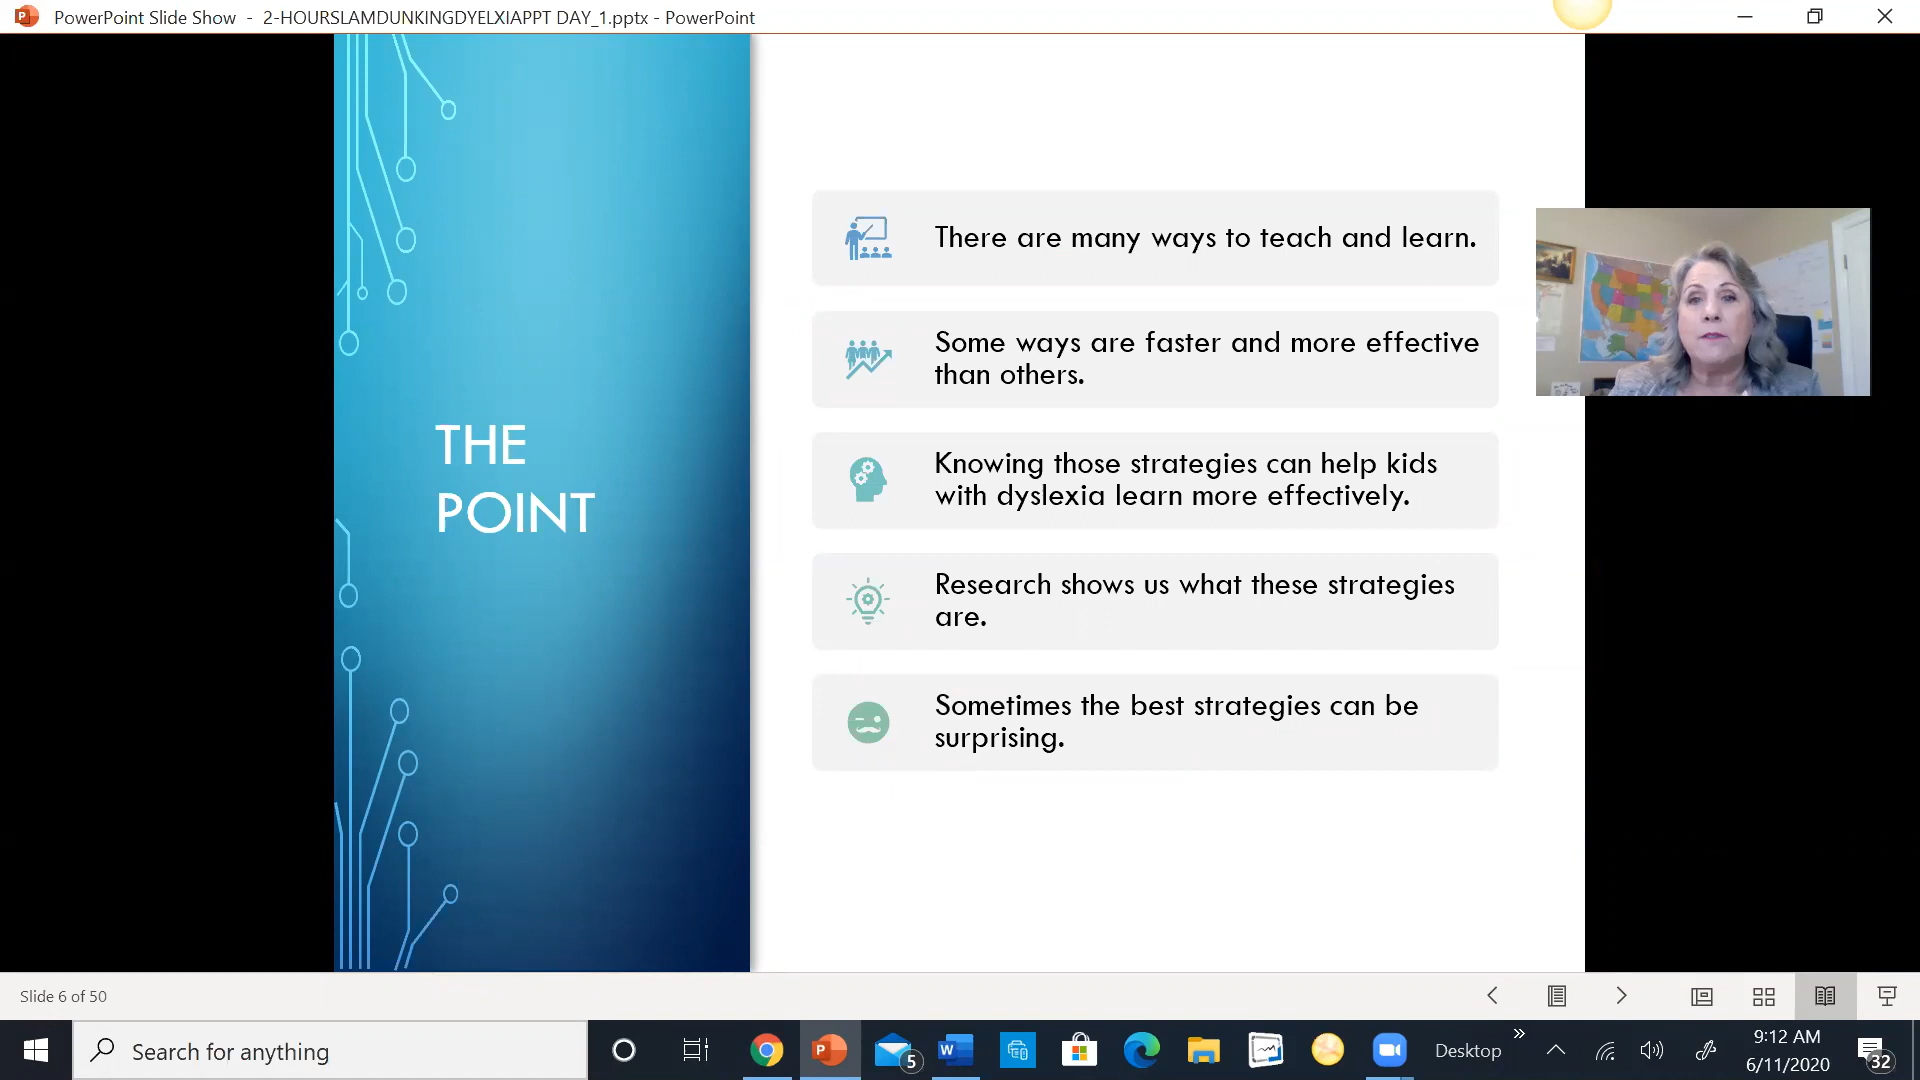 PowerPoint Slide Show - 2-HOURSLAMDUNKINGDYELXIAPPT DAY_1.pptx - PowerPoint
THE
POINT
There are many ways to teach and learn.
Some ways are faster and more effective
than others.
Knowing those strategies can help kids
with dyslexia learn more effectively.
Research shows us what these strategies
are.
Sometimes the best strategies can be
surprising.
Slide 6 of 50
Search for anything
5
Desktop
9:12 AM
6/11/2020
32